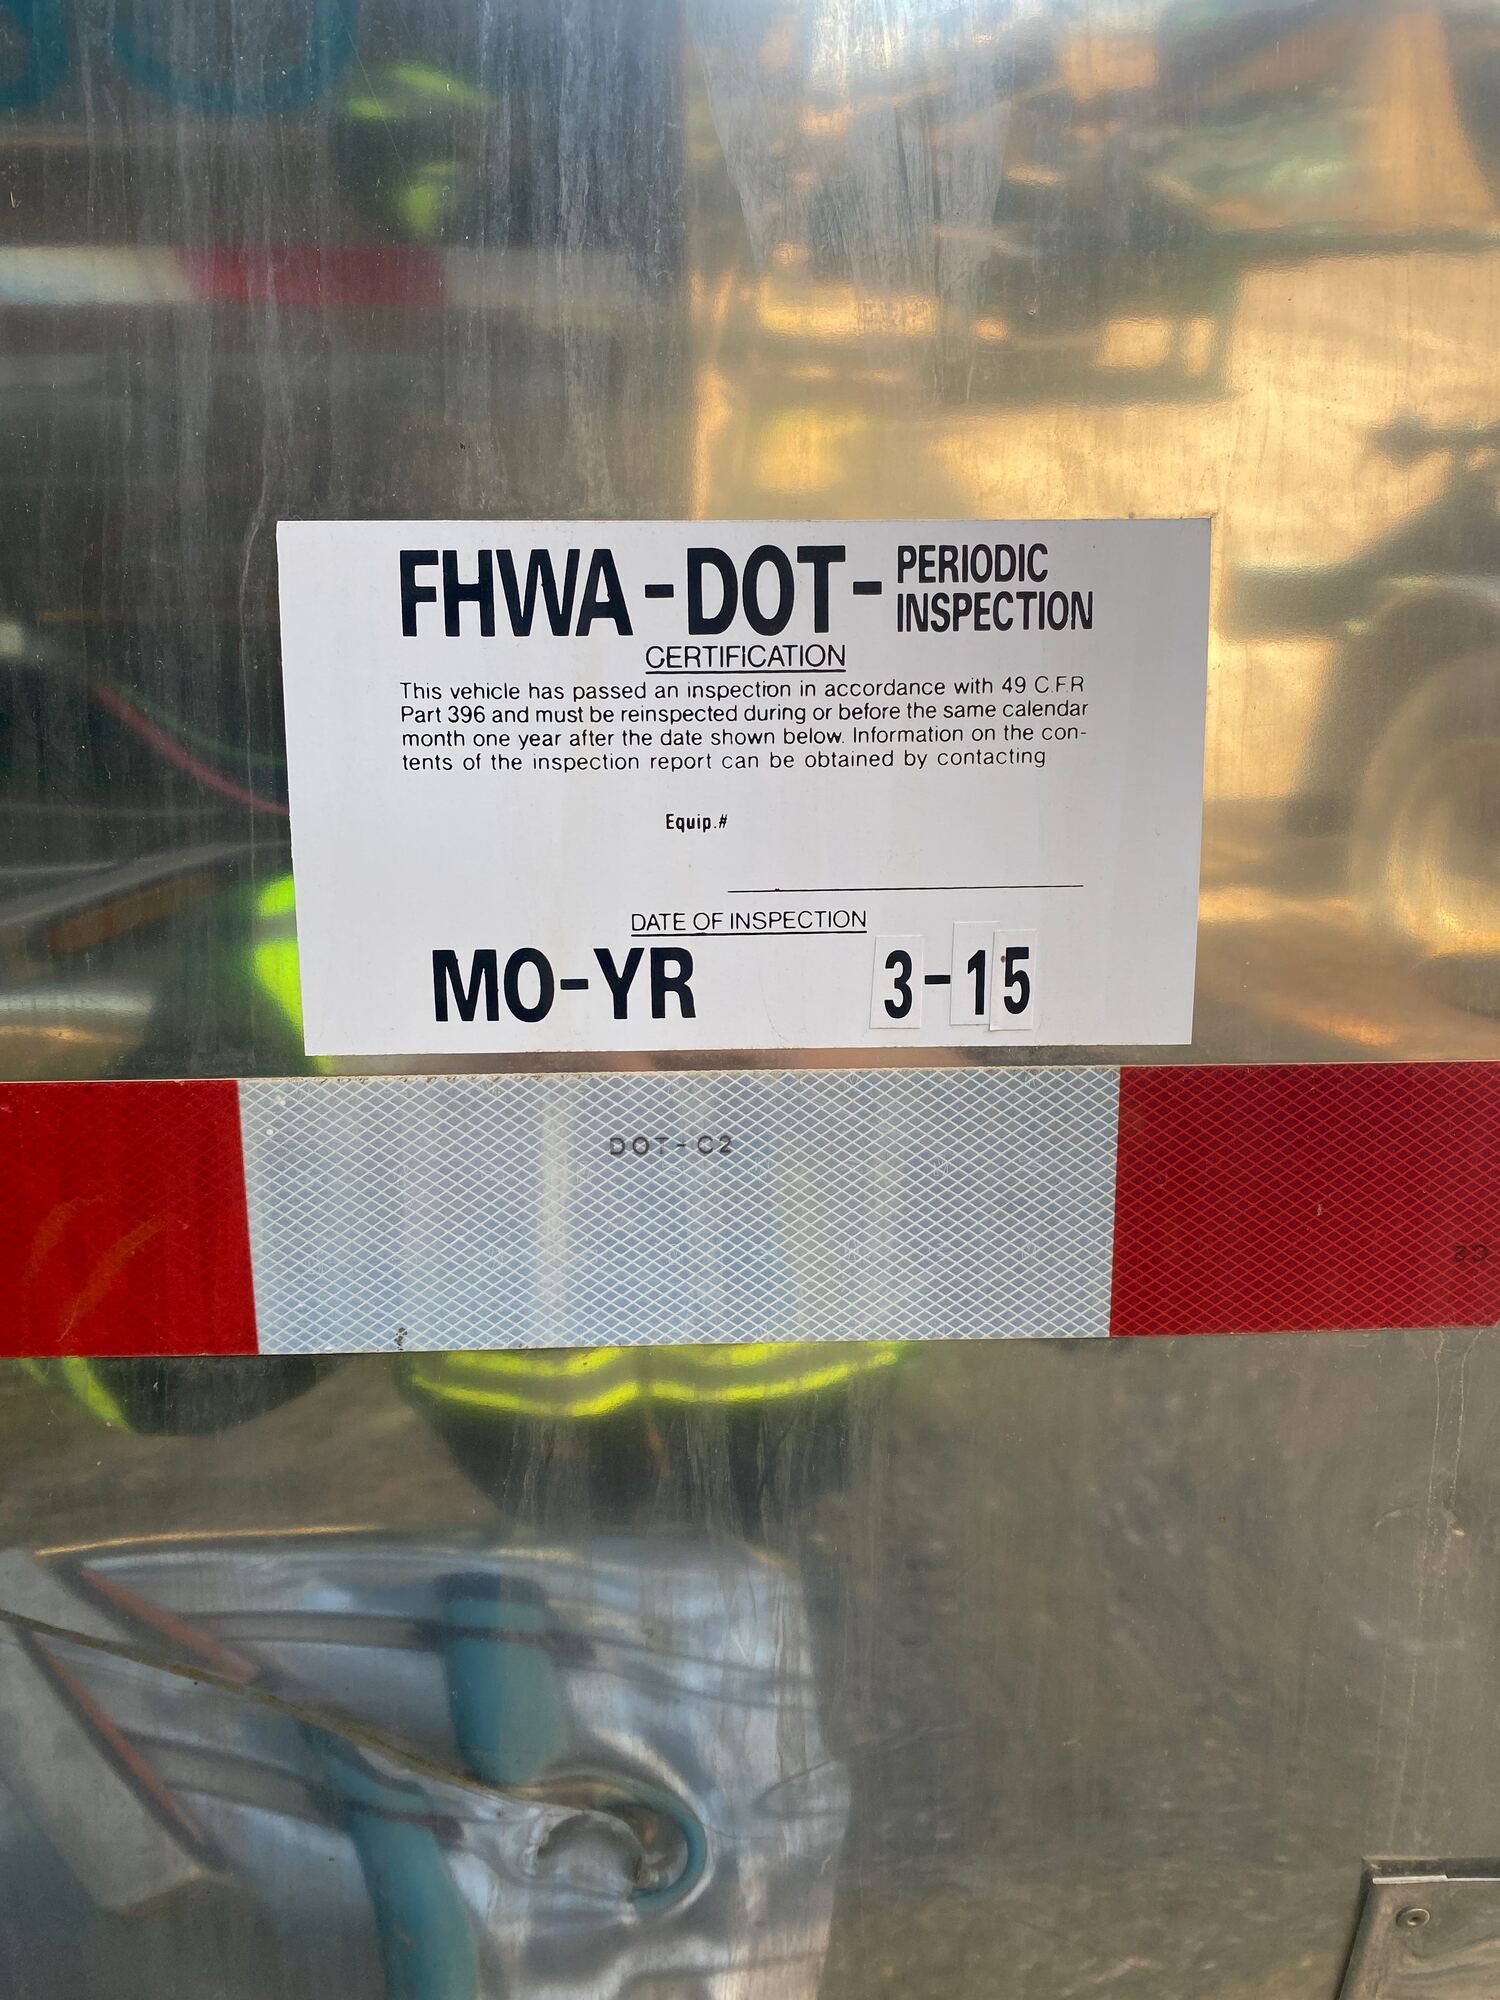 FHWA-DOT- PERIODIC INSPECTION
CERTIFICATION
This vehicle has passed an inspection in accordance with 49 C.F.R
Part 396 and must be reinspected during or before the same calendar
month one year after the date shown below. Information on the con-
tents of the inspection report can be obtained by contacting
Equip.#
DATE OF INSPECTION
MO-YR 3-15
DOT-C2
C2